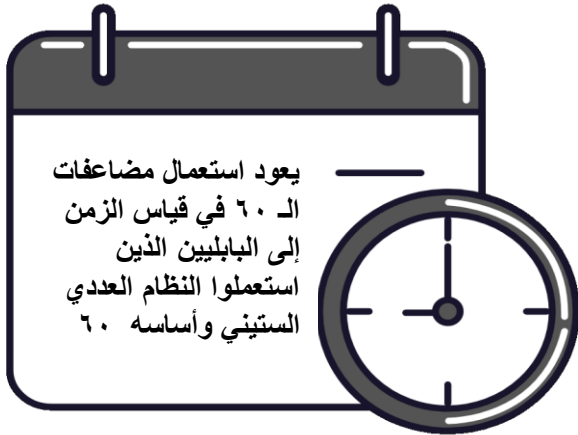 يعود استعمال مضاعفات
الـ ٦٠ في قياس الزمن
إلى البابليين الذين
استعملوا النظام العددي
الستيني وأساسه ٦٠